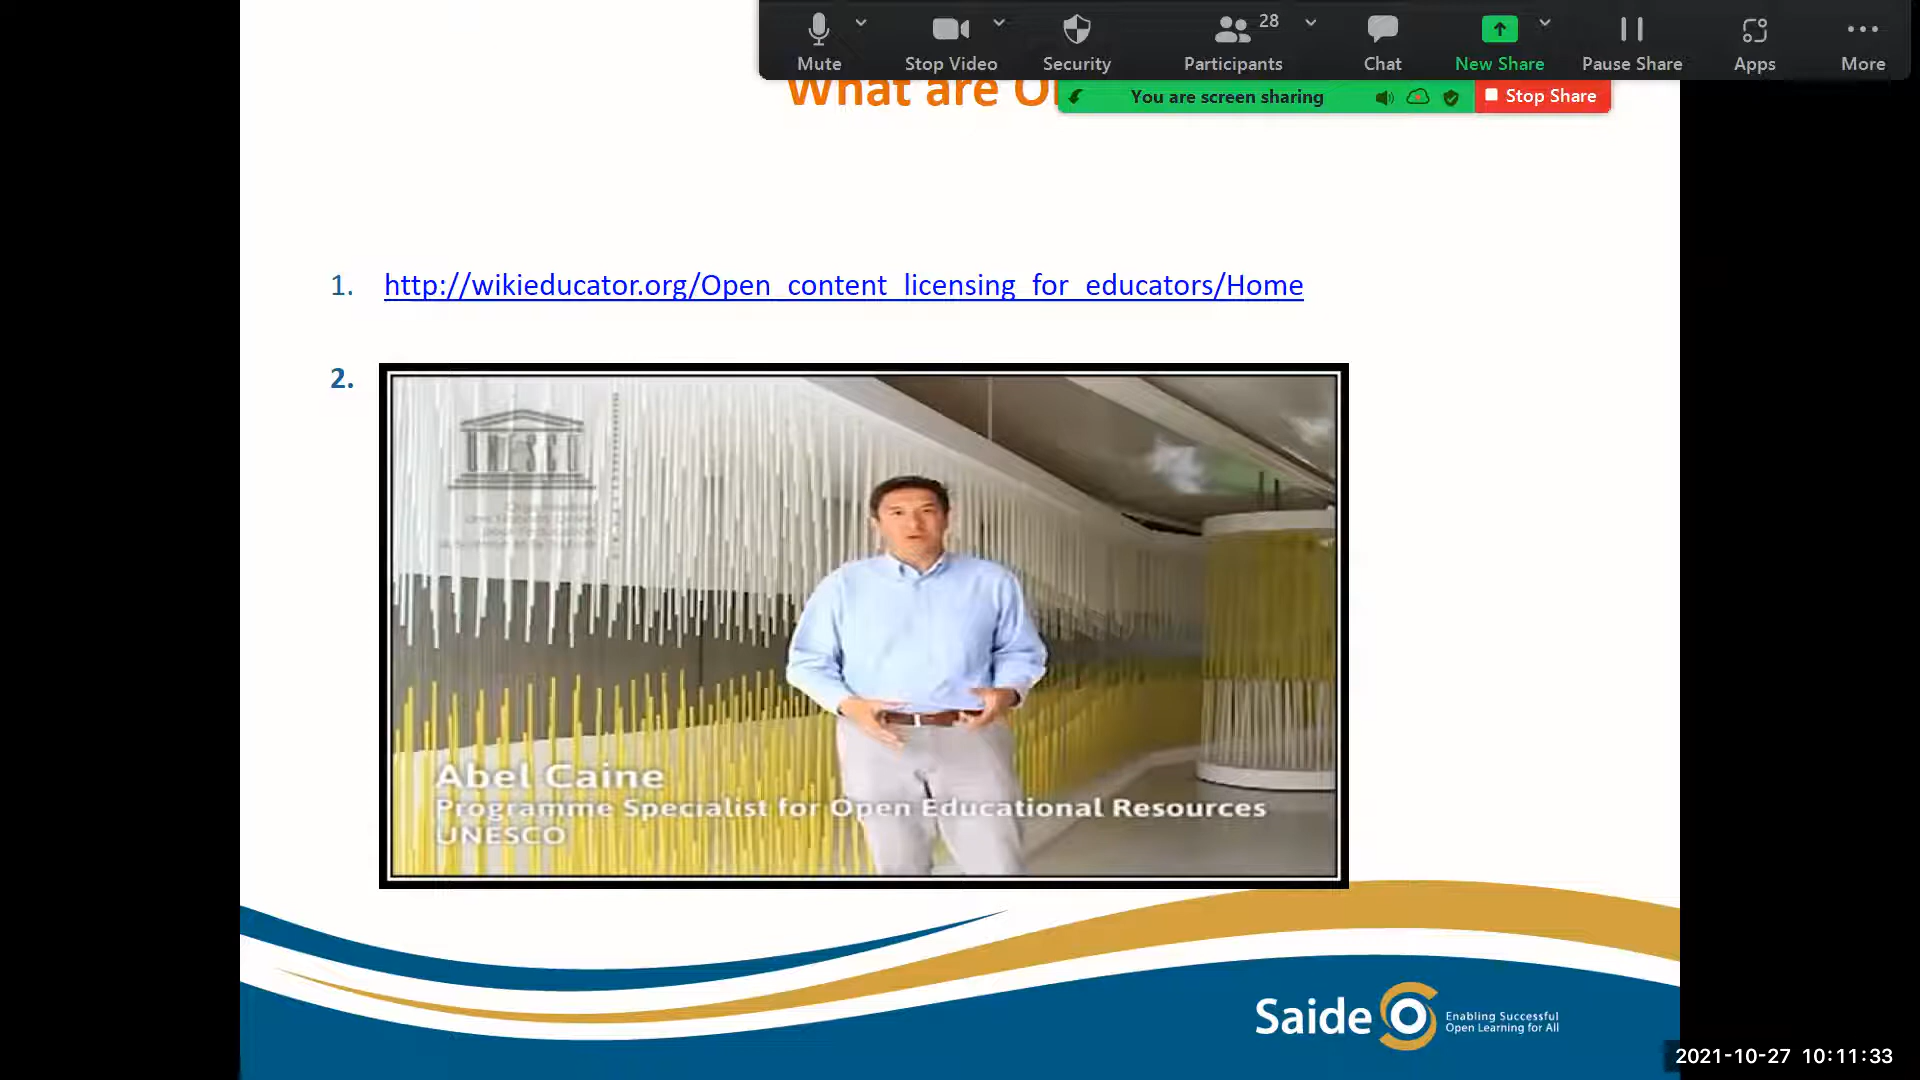 Mute
Stop Video
Security
Participants
28
Chat
New Share
Pause Share
Apps
More
What are O
You are screen sharing
Stop Share
1. http://wikieducator.org/Open_content_licensing_for_educators/Home
2.
UNESCO
Abel Caine
Programme Specialist for Open Educational Resources
UNESCO
Saide
Enabling Successful
Open Learning for All
2021-10-27 10:11:33